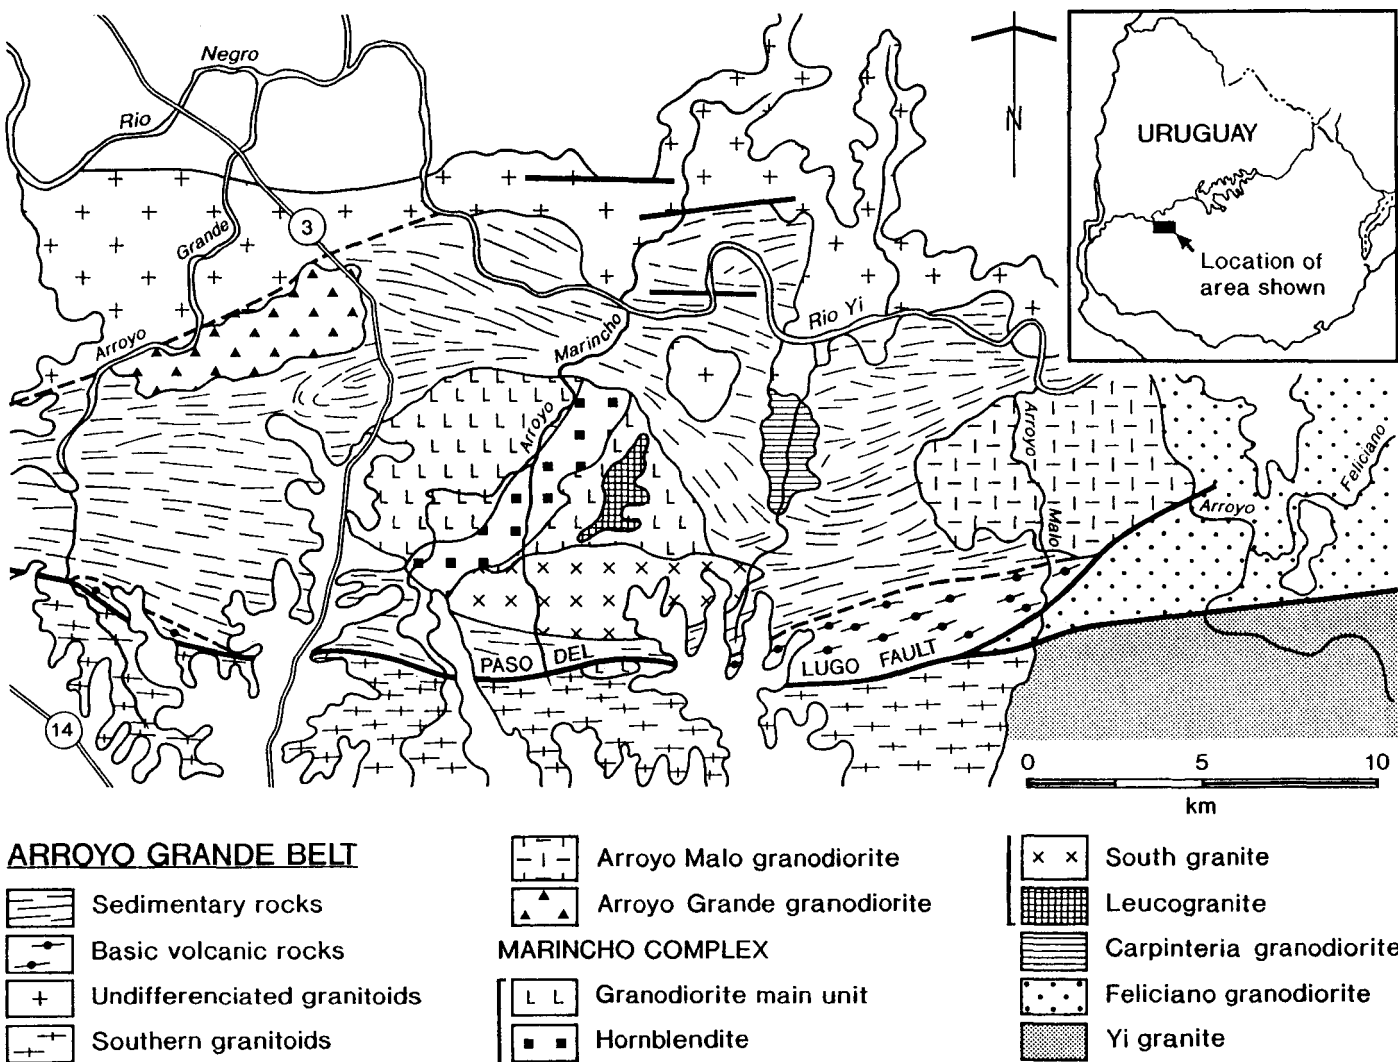 Negro
Rio
N
URUGUAY
Location of
area shown
3
Grande
Arroyo
Marincho
Rio Yi
Arroyo
Arroyo
Malo
Feliciano
Arroyo
PASO DEL
LUGO FAULT
14
0 5 10
km
ARROYO GRANDE BELT
Sedimentary rocks
Basic volcanic rocks
Undifferenciated granitoids
Southern granitoids
Arroyo Malo granodiorite
Arroyo Grande granodiorite
MARINCHO COMPLEX
Granodiorite main unit
Hornblendite
South granite
Leucogranite
Carpinteria granodiorite
Feliciano granodiorite
Yi granite